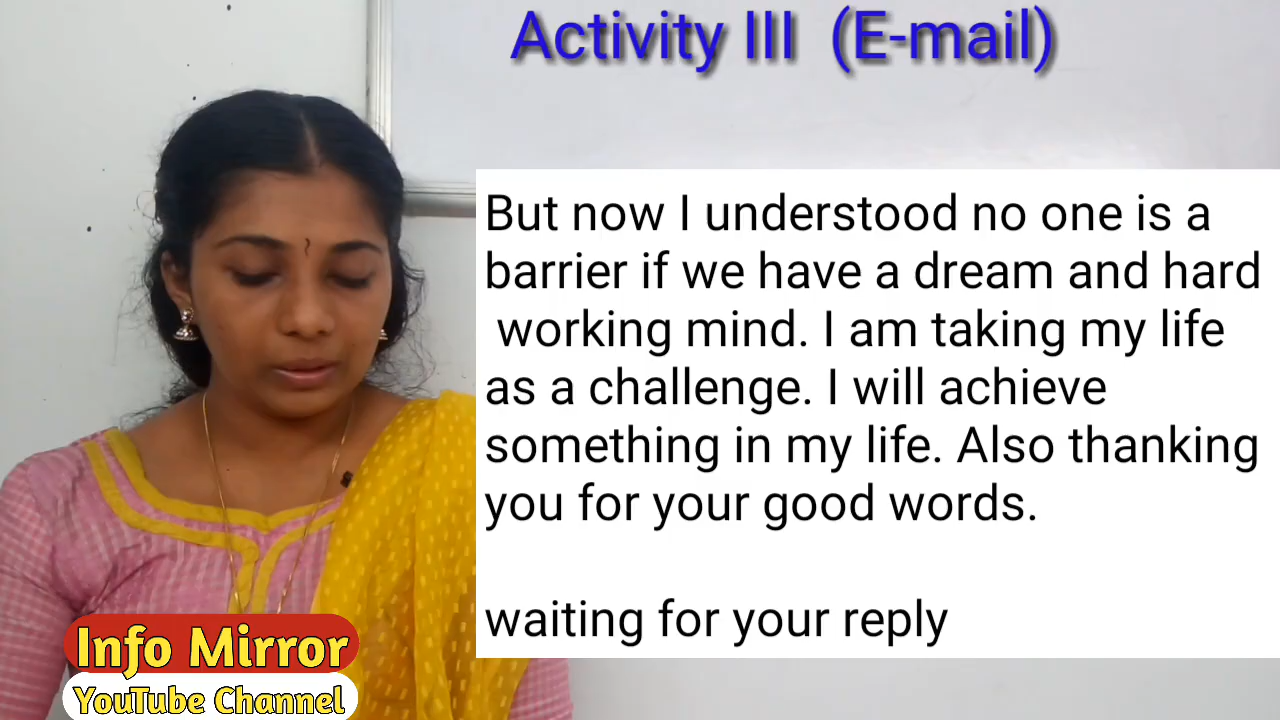 Activity III (E-mail)
But now I understood no one is a
barrier if we have a dream and hard
working mind. I am taking my life
as a challenge. I will achieve
something in my life. Also thanking
you for your good words.
waiting for your reply
Info Mirror
YouTube Channel